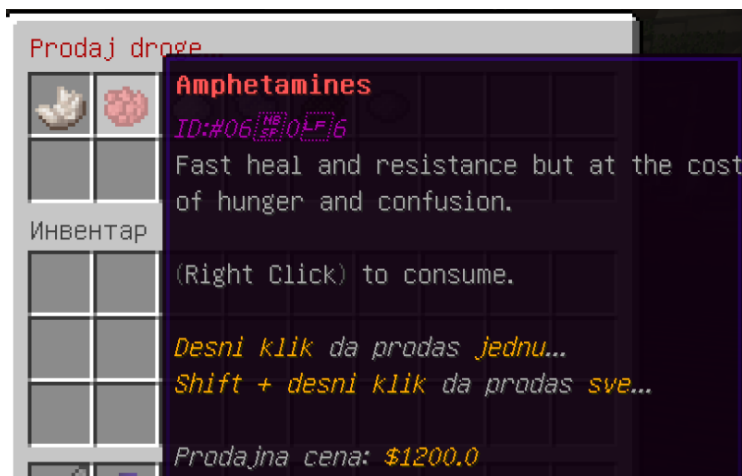 Prodaj droge...
Amphetamines
ID:#06 0 6
Fast heal and resistance but at the cost
of hunger and confusion.
Инвентар
(Right Click) to consume.
Desni klik da prodas jednu...
Shift + desni klik da prodas sve...
Prodajna cena: $1200.0